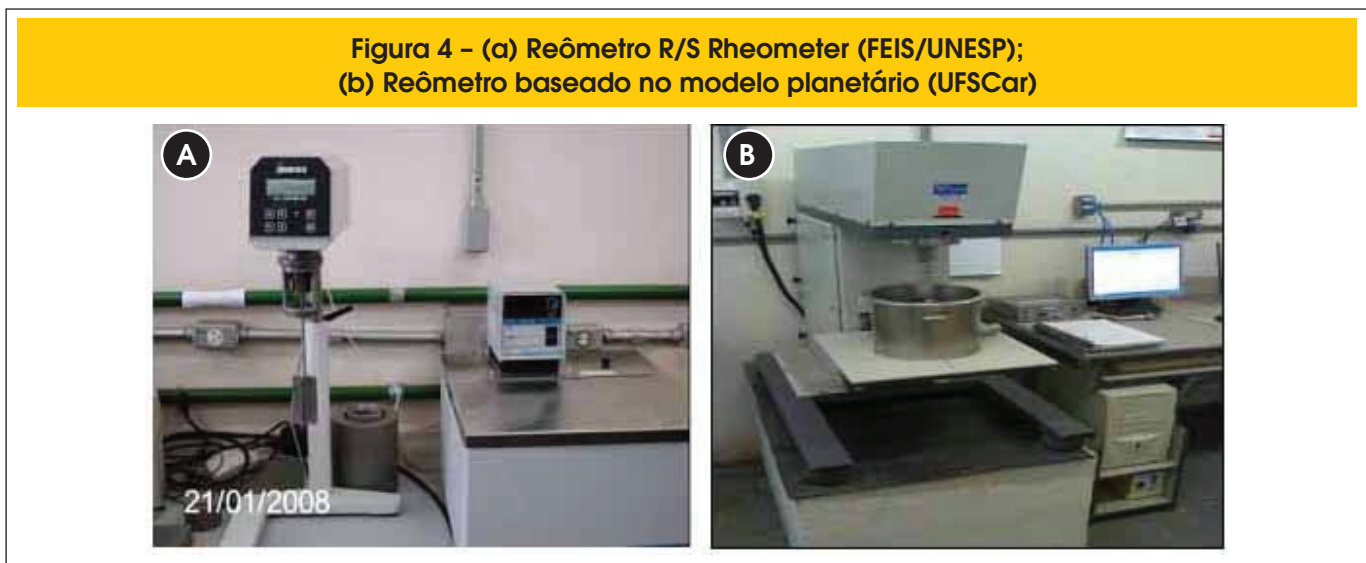 Figura 4 – (a) Reômetro R/S Rheometer (FEIS/UNESP);
(b) Reômetro baseado no modelo planetário (UFSCar)
A
B
21/01/2008